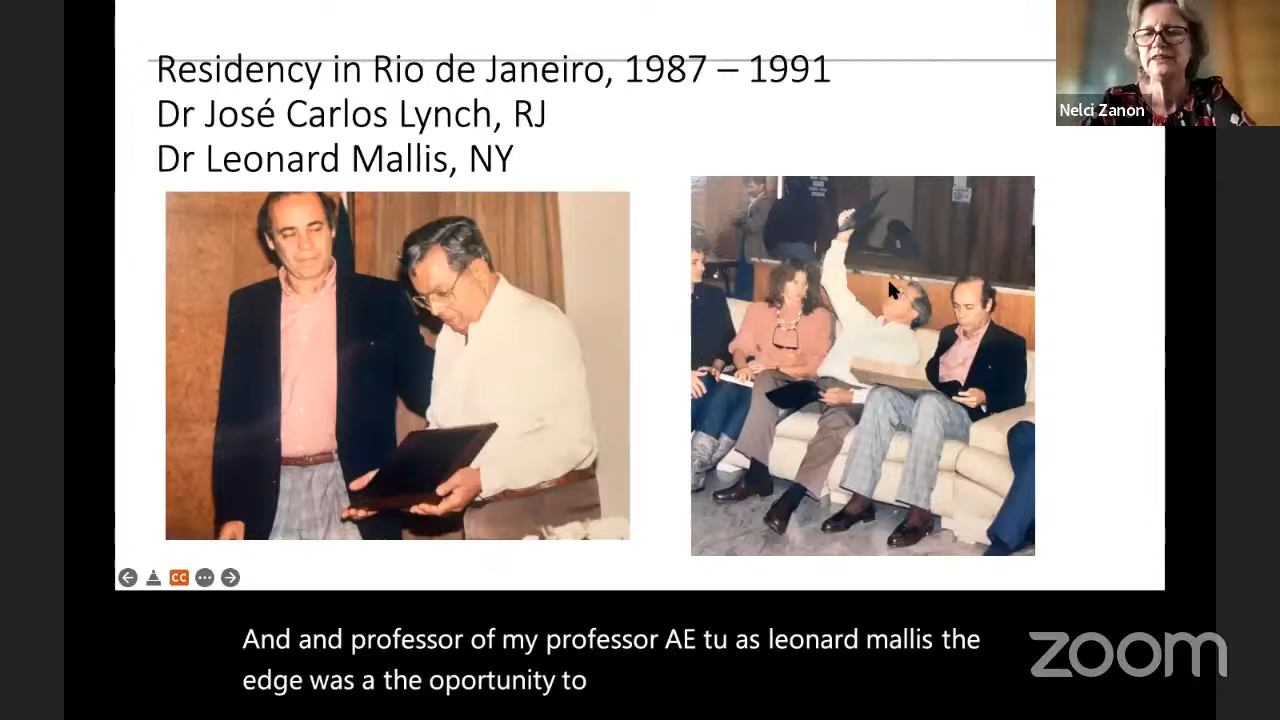 Residency in Rio de Janeiro, 1987 – 1991
Dr José Carlos Lynch, RJ
Dr Leonard Mallis, NY
Nelci Zanon
CC
And and professor of my professor AE tu as leonard mallis the
edge was a the oportunity to
zoom